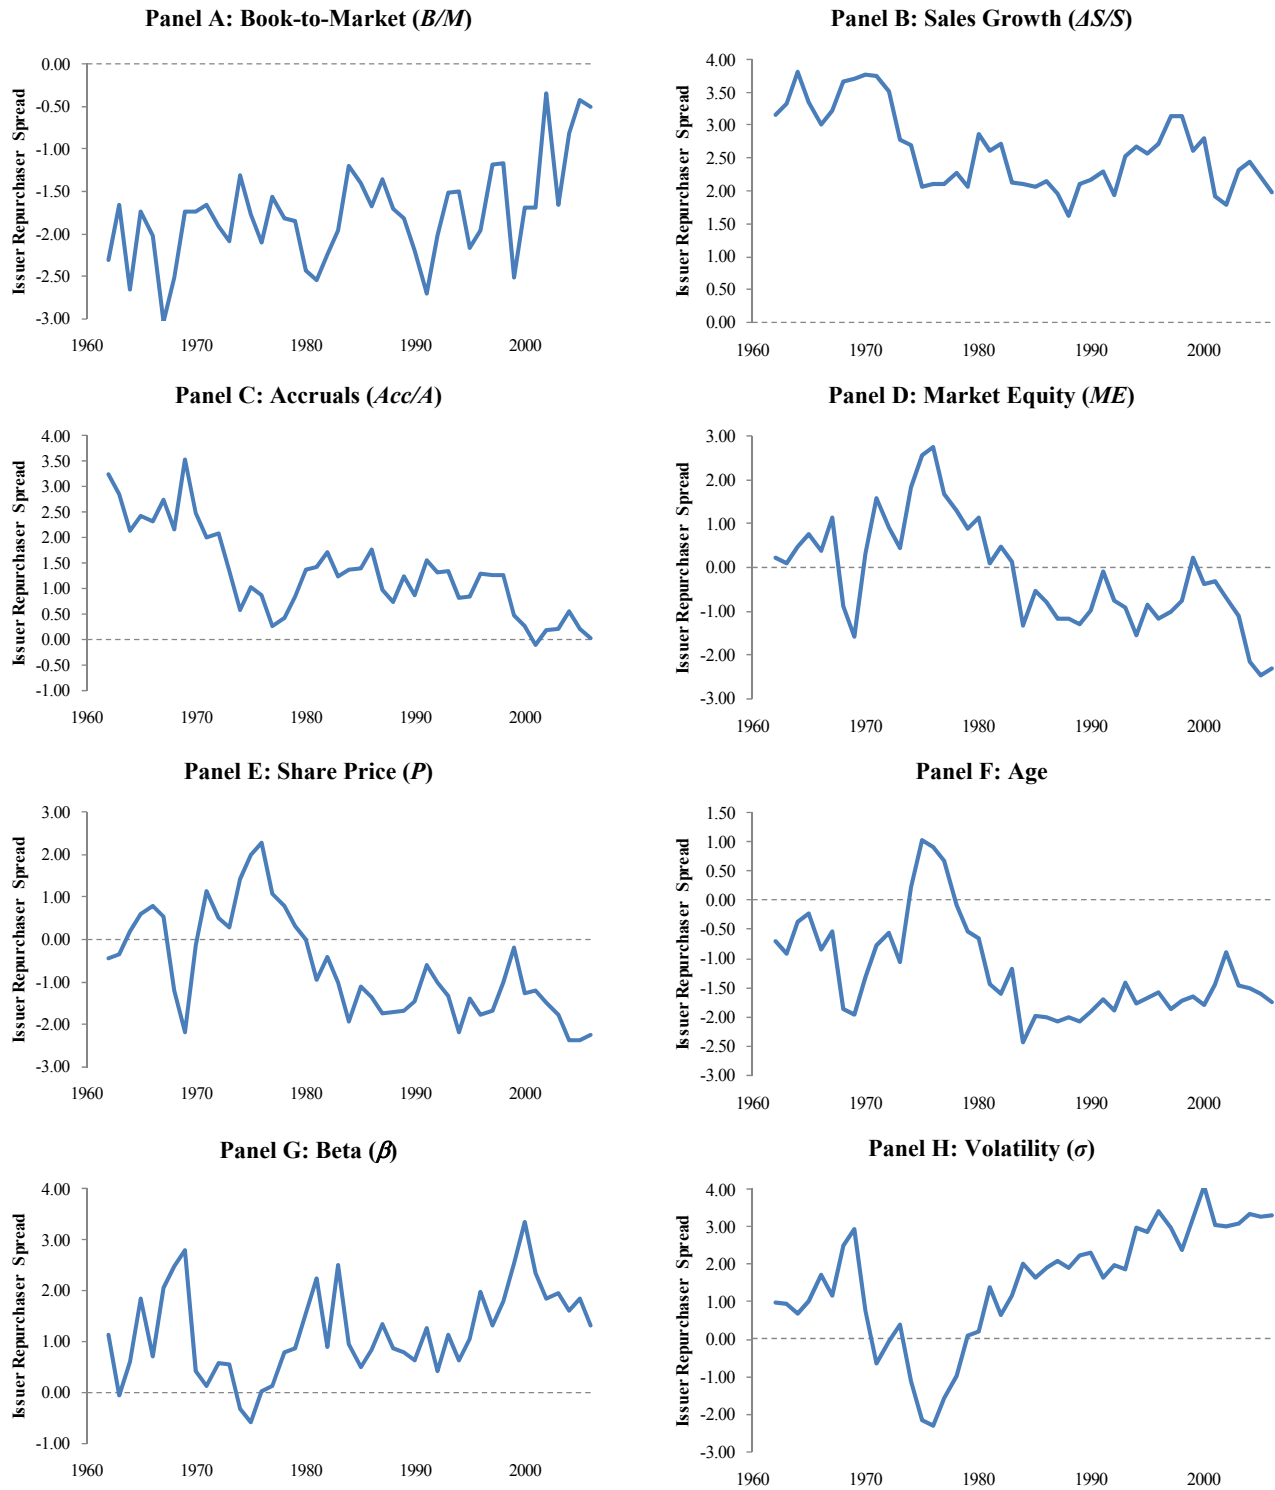 Panel A: Book-to-Market (B/M)
Issuer Repurchaser Spread
0.00
-0.50
-1.00
-1.50
-2.00
-2.50
-3.00
1960 1970 1980 1990 2000
Panel B: Sales Growth (ΔS/S)
Issuer Repurchaser Spread
4.00
3.50
3.00
2.50
2.00
1.50
1.00
0.50
0.00
1960 1970 1980 1990 2000
Panel C: Accruals (Acc/A)
Issuer Repurchaser Spread
4.00
3.50
3.00
2.50
2.00
1.50
1.00
0.50
0.00
-0.50
-1.00
1960 1970 1980 1990 2000
Panel D: Market Equity (ME)
Issuer Repurchaser Spread
3.00
2.00
1.00
0.00
-1.00
-2.00
-3.00
1960 1970 1980 1990 2000
Panel E: Share Price (P)
Issuer Repurchaser Spread
3.00
2.00
1.00
0.00
-1.00
-2.00
-3.00
1960 1970 1980 1990 2000
Panel F: Age
Issuer Repurchaser Spread
1.50
1.00
0.50
0.00
-0.50
-1.00
-1.50
-2.00
-2.50
-3.00
1960 1970 1980 1990 2000
Panel G: Beta (β)
Issuer Repurchaser Spread
4.00
3.00
2.00
1.00
0.00
-1.00
1960 1970 1980 1990 2000
Panel H: Volatility (σ)
Issuer Repurchaser Spread
4.00
3.00
2.00
1.00
0.00
-1.00
-2.00
-3.00
1960 1970 1980 1990 2000